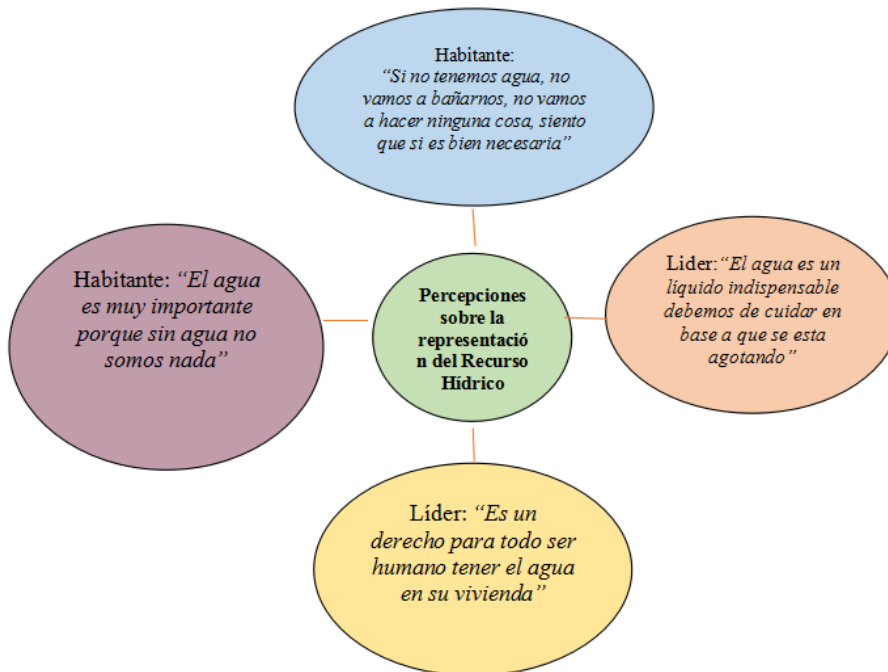 Habitante:
“Si no tenemos agua, no
vamos a bañarnos, no vamos
a hacer ninguna cosa, siento
que si es bien necesaria”
Habitante: “El agua
es muy importante
porque sin agua no
somos nada”
Percepciones
sobre la
representació
n del Recurso
Hídrico
Lider:“El agua es un
líquido indispensable
debemos de cuidar en
base a que se esta
agotando”
Líder: “Es un
derecho para todo ser
humano tener el agua
en su vivienda”